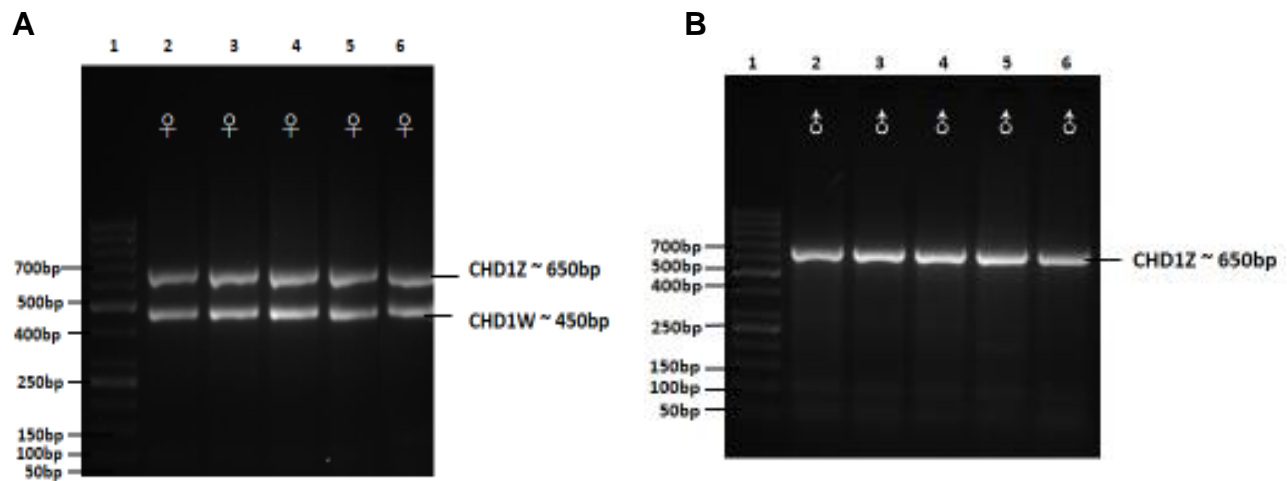 A
1 2 3 4 5 6
♀ ♀ ♀ ♀ ♀
700bp
500bp
400bp
250bp
150bp
100bp
50bp
CHD1Z ~ 650bp
CHD1W ~ 450bp
B
1 2 3 4 5 6
♂ ♂ ♂ ♂ ♂
700bp
500bp
400bp
250bp
150bp
100bp
50bp
CHD1Z ~ 650bp